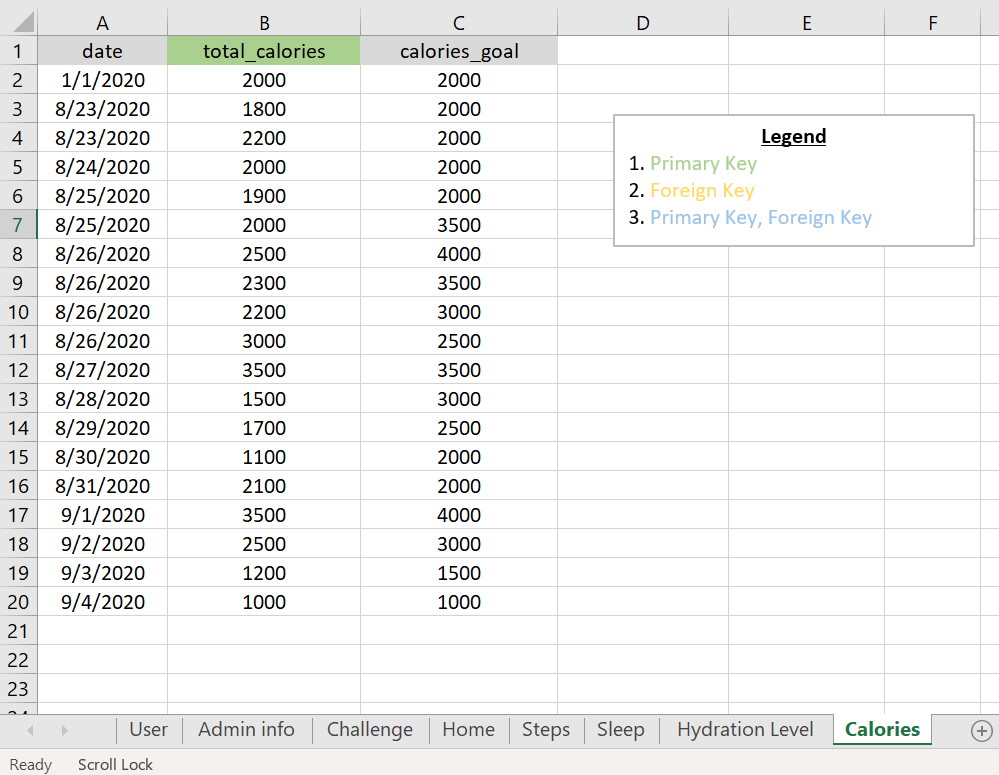 A B C D E F
1 date total_calories calories_goal
2 1/1/2020 2000 2000
3 8/23/2020 1800 2000
4 8/23/2020 2200 2000
5 8/24/2020 2000 2000
6 8/25/2020 1900 2000
7 8/25/2020 2000 3500
8 8/26/2020 2500 4000
9 8/26/2020 2300 3500
10 8/26/2020 2200 3000
11 8/26/2020 3000 2500
12 8/27/2020 3500 3500
13 8/28/2020 1500 3000
14 8/29/2020 1700 2500
15 8/30/2020 1100 2000
16 8/31/2020 2100 2000
17 9/1/2020 3500 4000
18 9/2/2020 2500 3000
19 9/3/2020 1200 1500
20 9/4/2020 1000 1000
21
22
23
Legend
1. Primary Key
2. Foreign Key
3. Primary Key, Foreign Key
User Admin info Challenge Home Steps Sleep Hydration Level Calories
Ready Scroll Lock